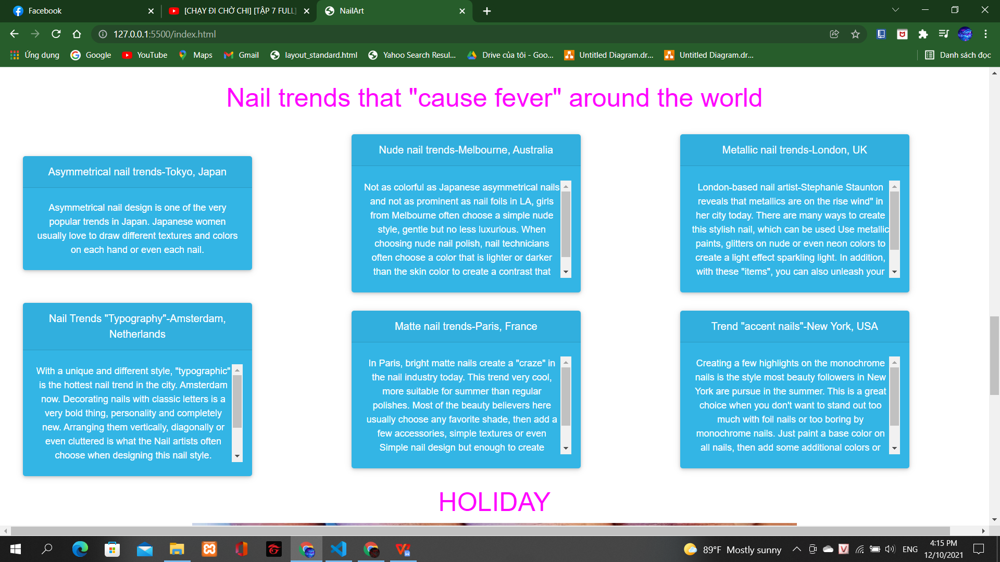 Facebook
[CHẠY ĐI CHỜ CHI] [TẬP 7 FULL]
NailArt
127.0.0.1:5500/index.html
Ứng dụng
Google
YouTube
Maps
Gmail
layout_standard.html
Yahoo Search Resul...
Drive của tôi - Goo...
Untitled Diagram.dr...
Untitled Diagram.dr...
Danh sách đọc
Nail trends that "cause fever" around the world
Asymmetrical nail trends-Tokyo, Japan
Asymmetrical nail design is one of the very
popular trends in Japan. Japanese women
usually love to draw different textures and colors
on each hand or even each nail.
Nude nail trends-Melbourne, Australia
Not as colorful as Japanese asymmetrical nails
and not as prominent as nail foils in LA, girls
from Melbourne often choose a simple nude
style, gentle but no less luxurious. When
choosing nude nail polish, nail technicians
often choose a color that is lighter or darker
than the skin color to create a contrast that
Metallic nail trends-London, UK
London-based nail artist-Stephanie Staunton
reveals that metallics are on the rise wind" in
her city today. There are many ways to create
this stylish nail, which can be used Use metallic
paints, glitters on nude or even neon colors to
create a light effect sparkling light. In addition,
with these "items", you can also unleash your
Nail Trends "Typography"-Amsterdam,
Netherlands
With a unique and different style, "typographic"
is the hottest nail trend in the city. Amsterdam
now. Decorating nails with classic letters is a
very bold thing, personality and completely
new. Arranging them vertically, diagonally or
even cluttered is what the Nail artists often
choose when designing this nail style.
Matte nail trends-Paris, France
In Paris, bright matte nails create a "craze" in
the nail industry today. This trend very cool,
more suitable for summer than regular
polishes. Most of the beauty believers here
usually choose any favorite shade, then add a
few accessories, simple textures or even
Simple nail design but enough to create
Trend "accent nails"-New York, USA
Creating a few highlights on the monochrome
nails is the style most beauty followers in New
York are pursue in the summer. This is a great
choice when you don't want to stand out too
much with foil nails or too boring by
monochrome nails. Just paint a base color on
all nails, then add some additional colors or
HOLIDAY
89°F Mostly sunny
ENG
4:15 PM
12/10/2021